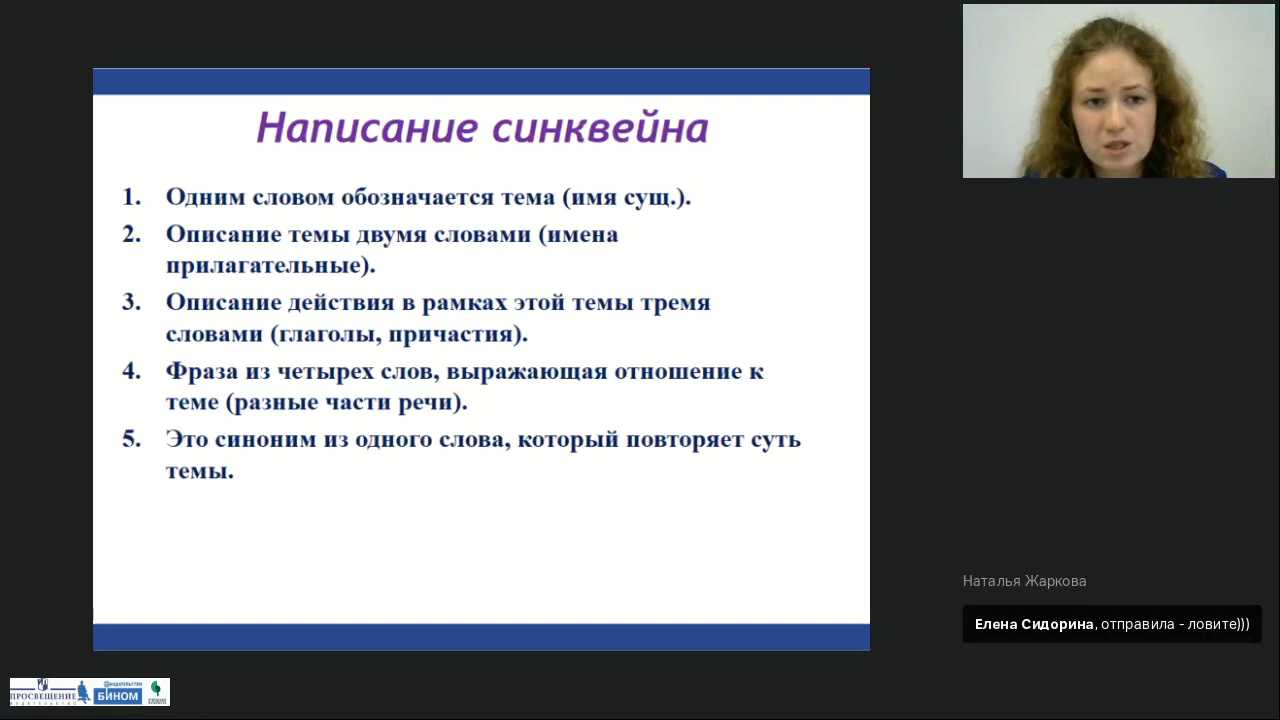 Написание синквейна
1. Одним словом обозначается тема (имя сущ.).
2. Описание темы двумя словами (имена
прилагательные).
3. Описание действия в рамках этой темы тремя
словами (глаголы, причастия).
4. Фраза из четырех слов, выражающая отношение к
теме (разные части речи).
5. Это синоним из одного слова, который повторяет суть
темы.
Наталья Жаркова
Елена Сидорина, отправила - ловите)))
ПРОСВЕЩЕНИЕ
ИЗДАТЕЛЬСТВО
БИНОМ